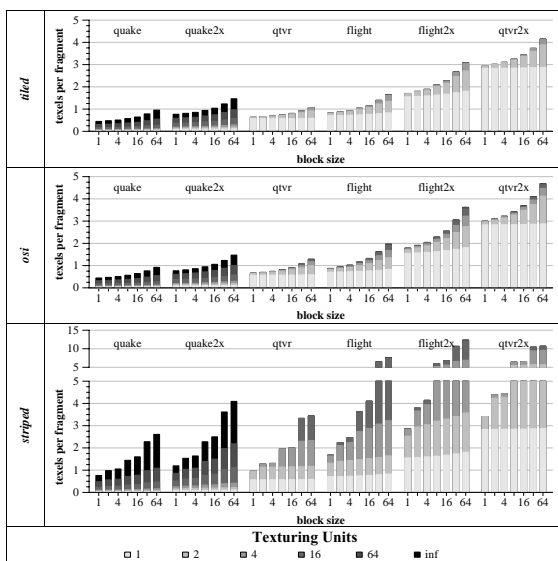 tiled
texels per fragment
quake quake2x qtvr flight flight2x qtvr2x
5
4
3
2
1
0
1 4 16 64 1 4 16 64 1 4 16 64 1 4 16 64 1 4 16 64 1 4 16 64
block size
osi
texels per fragment
quake quake2x qtvr flight flight2x qtvr2x
5
4
3
2
1
0
1 4 16 64 1 4 16 64 1 4 16 64 1 4 16 64 1 4 16 64 1 4 16 64
block size
striped
texels per fragment
quake quake2x qtvr flight flight2x qtvr2x
15
10
5
5
4
3
2
1
0
1 4 16 64 1 4 16 64 1 4 16 64 1 4 16 64 1 4 16 64 1 4 16 64
block size
Texturing Units
1 2 4 16 64 inf